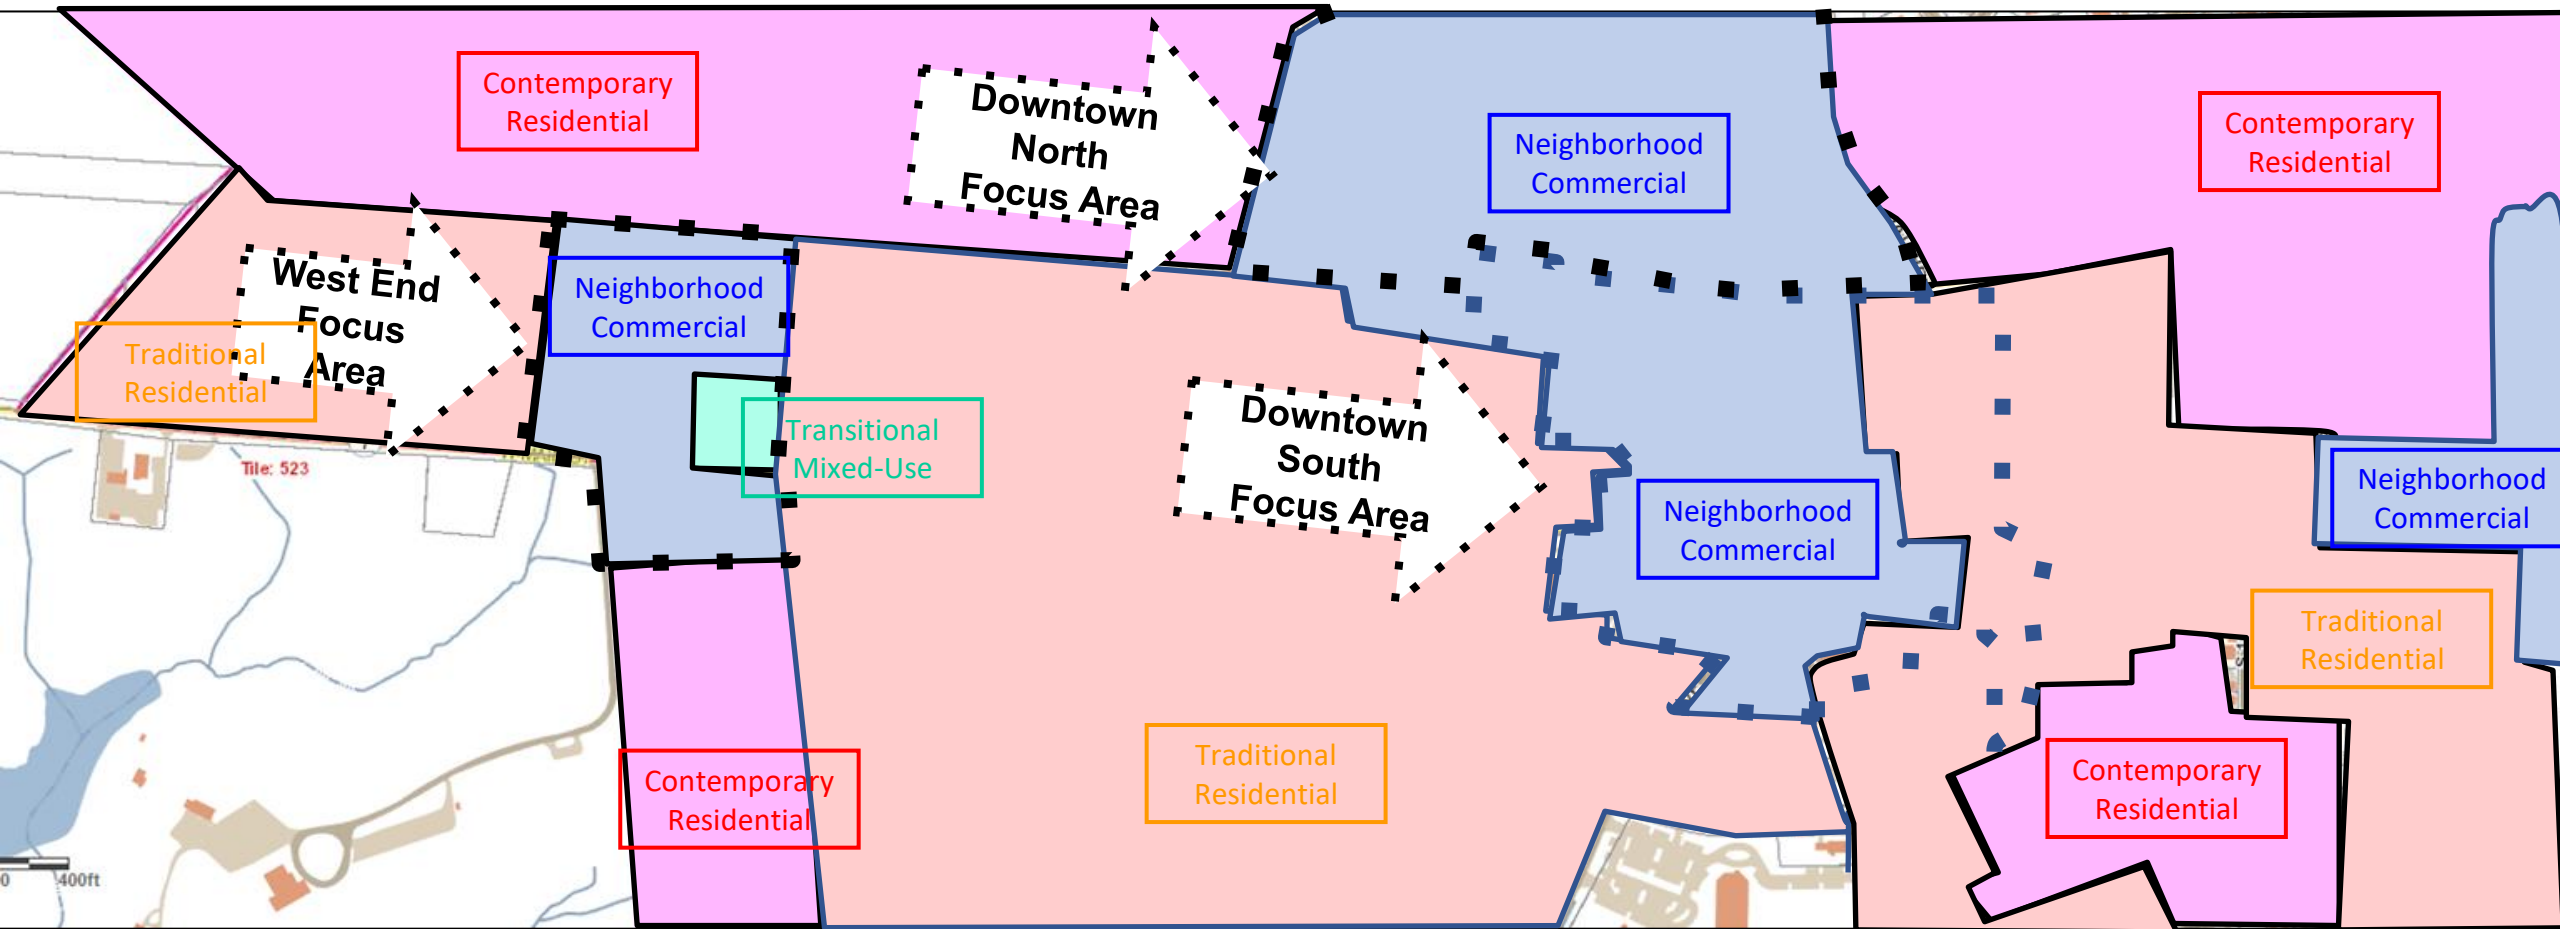 Contemporary
Residential
Downtown
North
Focus Area
Neighborhood
Commercial
Contemporary
Residential
West End
Focus
Area
Traditional
Residential
Neighborhood
Commercial
Transitional
Mixed-Use
Downtown
South
Focus Area
Neighborhood
Commercial
Neighborhood
Commercial
Tile: 523
Traditional
Residential
Contemporary
Residential
Traditional
Residential
Contemporary
Residential
0
400ft